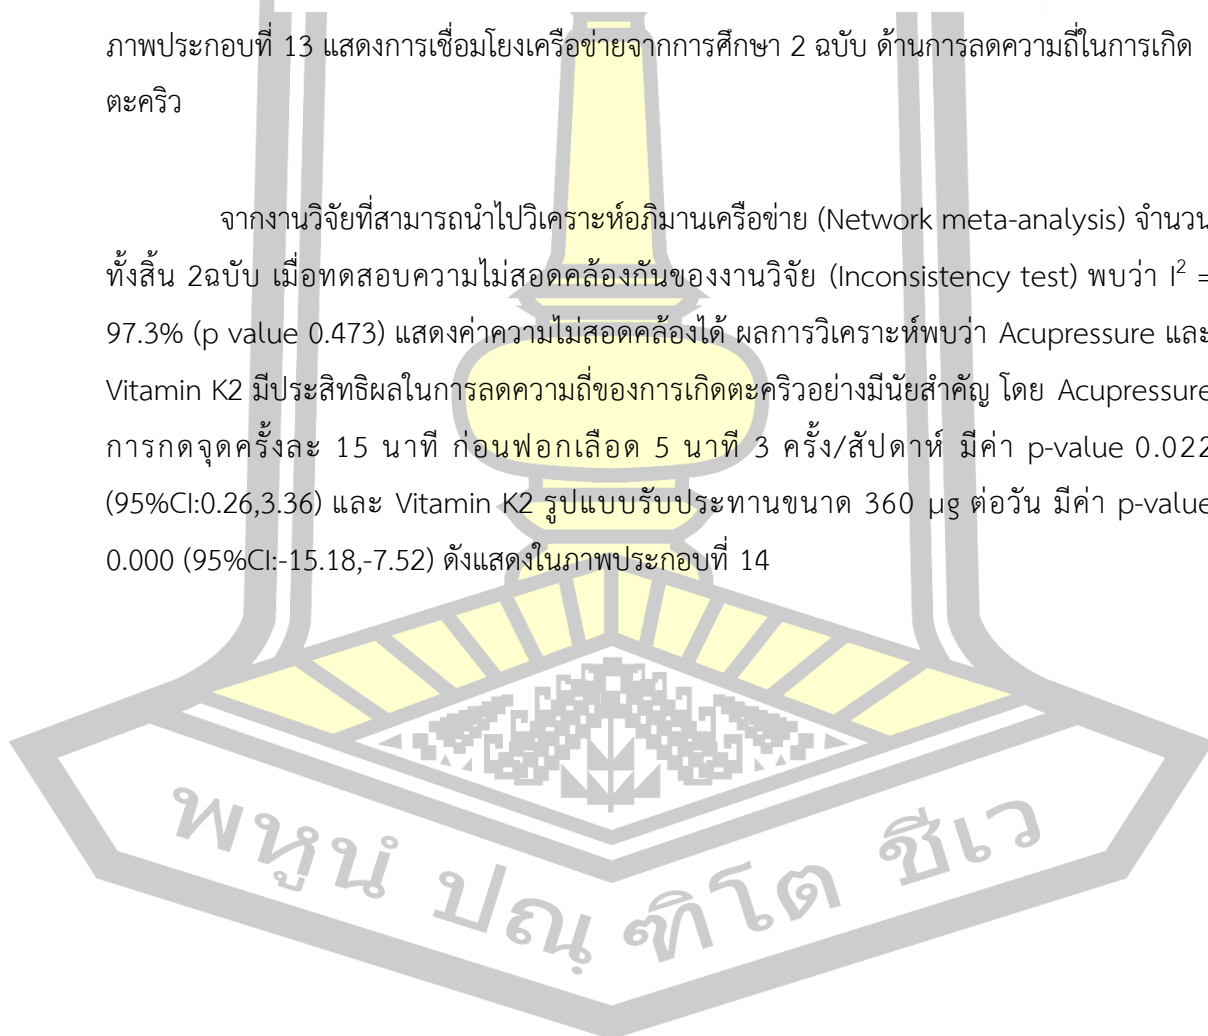 ภาพประกอบที่ 13 แสดงการเชื่อมโยงเครือข่ายจากการศึกษา 2 ฉบับ ด้านการลดความถี่ในการเกิด
ตะคริว
จากงานวิจัยที่สามารถนำไปวิเคราะห์อภิมานเครือข่าย (Network meta-analysis) จำนวน
ทั้งสิ้น 2ฉบับ เมื่อทดสอบความไม่สอดคล้องกันของงานวิจัย (Inconsistency test) พบว่า I² =
97.3% (p value 0.473) แสดงค่าความไม่สอดคล้องได้ ผลการวิเคราะห์พบว่า Acupressure และ
Vitamin K2 มีประสิทธิผลในการลดความถี่ของการเกิดตะคริวอย่างมีนัยสำคัญ โดย Acupressure
การกดจุดครั้งละ 15 นาที ก่อนฟอกเลือด 5 นาที 3 ครั้ง/สัปดาห์ มีค่า p-value 0.022
(95%CI:0.26,3.36) และ Vitamin K2 รูปแบบรับประทานขนาด 360 µg ต่อวัน มีค่า p-value
0.000 (95%CI:-15.18,-7.52) ดังแสดงในภาพประกอบที่ 14
พหูนํ ปณฺฑิโต ชีเว